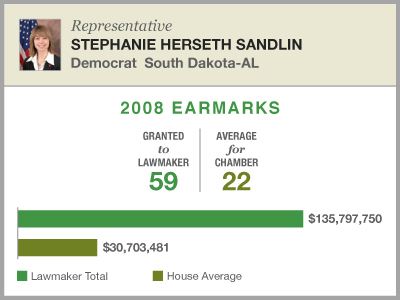 Representative
STEPHANIE HERSETH SANDLIN
Democrat South Dakota-AL
2008 EARMARKS
GRANTED
to
LAWMAKER
59
AVERAGE
for
CHAMBER
22
$135,797,750
$30,703,481
Lawmaker Total
House Average